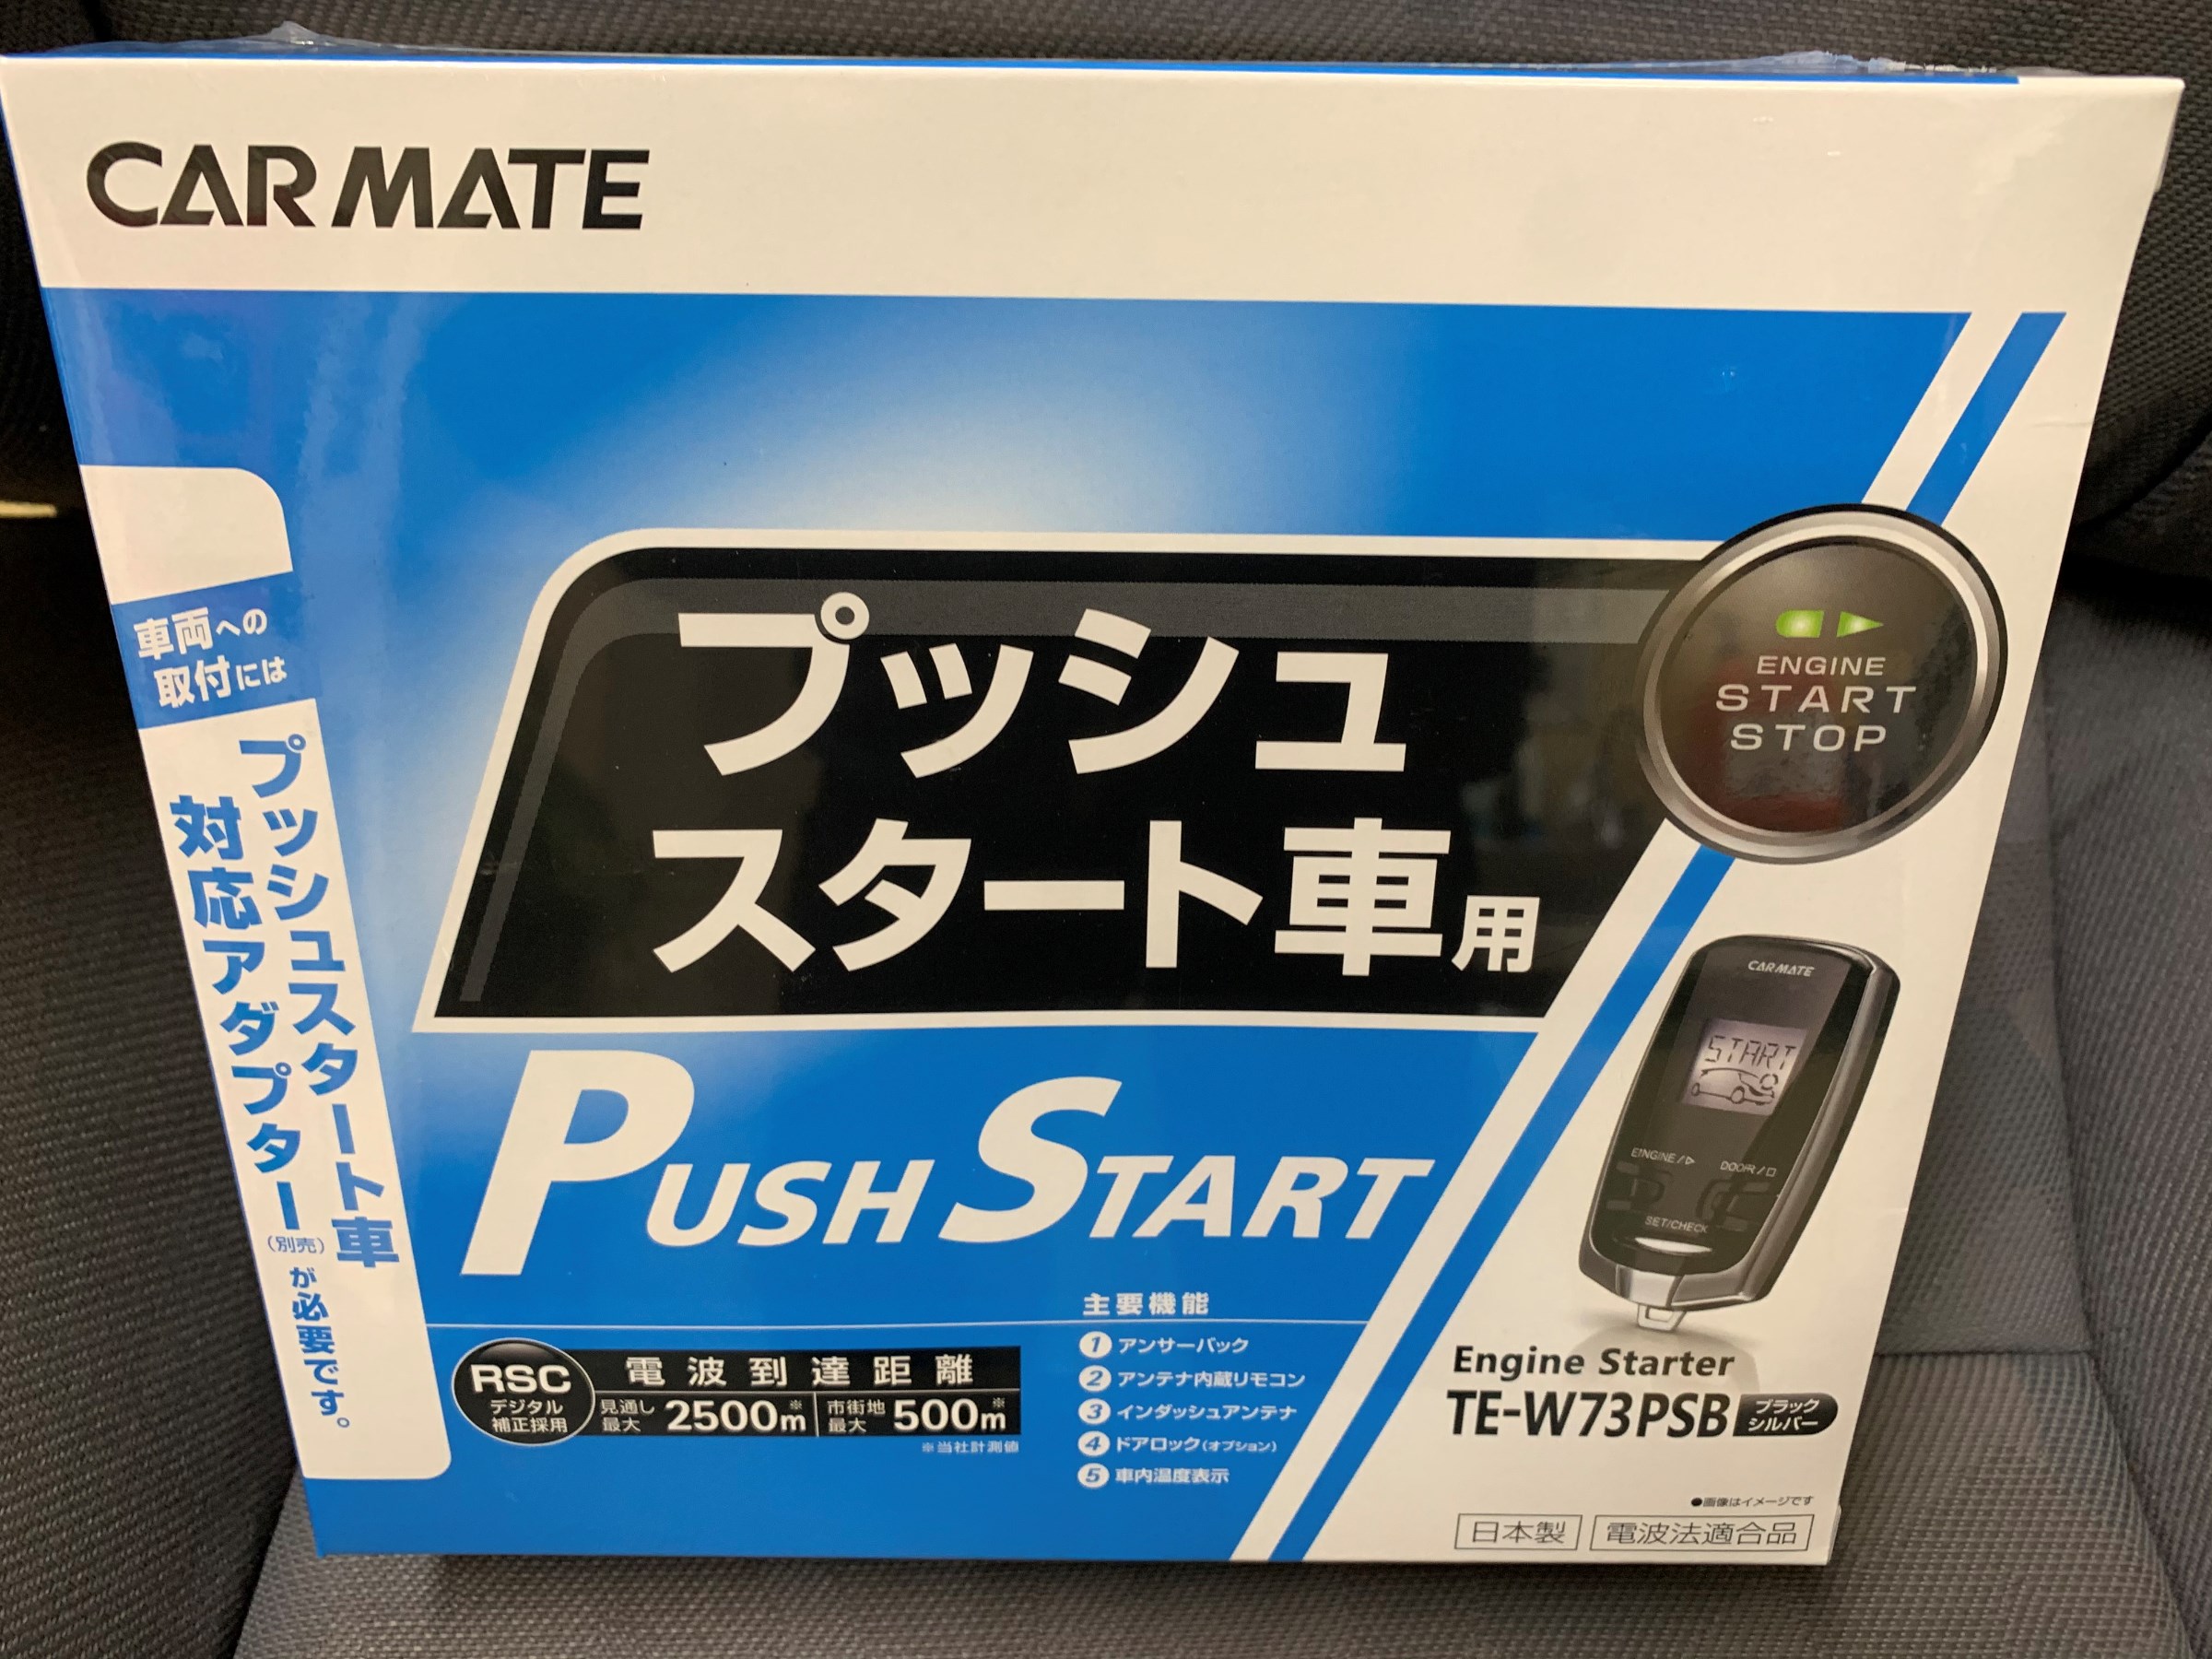 CAR MATE
車両への
取付には
プッシュスタート車
対応アダプター(別売)が必要です。
プッシュ
スタート車用
ENGINE
START
STOP
PUSH START
CAR MATE
START
ENGINE/▷ DOOR/□
SET/CHECK
主要機能
① アンサーバック
② アンテナ内蔵リモコン
③ インダッシュアンテナ
④ ドアロック(オプション)
⑤ 車内温度表示
RSC
デジタル
補正採用
電波到達距離
見通し最大 2500m※ 市街地最大 500m※
※当社計測値
Engine Starter
TE-W73PSB ブラックシルバー
●画像はイメージです
日本製 電波法適合品